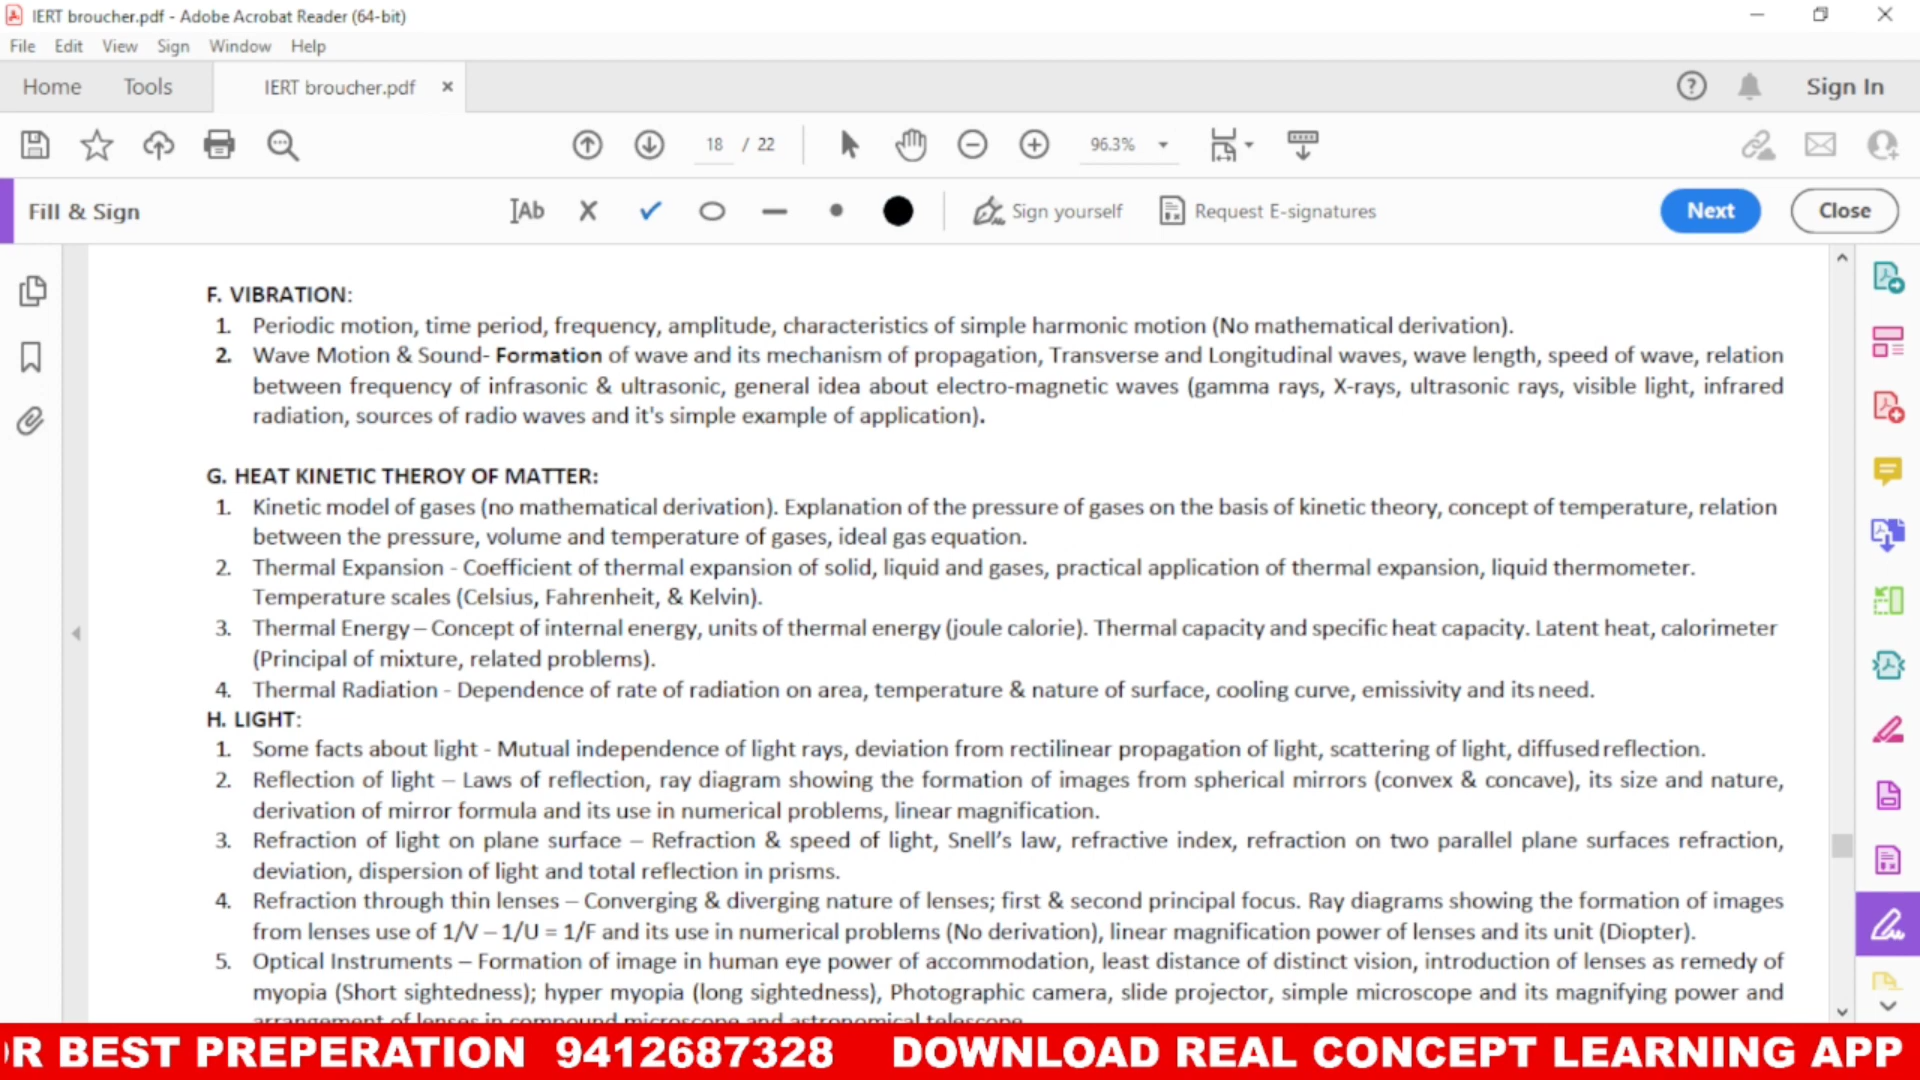 IERT broucher.pdf - Adobe Acrobat Reader (64-bit)
File Edit View Sign Window Help
Home Tools IERT broucher.pdf × Sign In
18 / 22 96.3%
Fill & Sign Ab Sign yourself Request E-signatures Next Close
F. VIBRATION:
1. Periodic motion, time period, frequency, amplitude, characteristics of simple harmonic motion (No mathematical derivation).
2. Wave Motion & Sound- Formation of wave and its mechanism of propagation, Transverse and Longitudinal waves, wave length, speed of wave, relation
between frequency of infrasonic & ultrasonic, general idea about electro-magnetic waves (gamma rays, X-rays, ultrasonic rays, visible light, infrared
radiation, sources of radio waves and it's simple example of application).
G. HEAT KINETIC THEROY OF MATTER:
1. Kinetic model of gases (no mathematical derivation). Explanation of the pressure of gases on the basis of kinetic theory, concept of temperature, relation
between the pressure, volume and temperature of gases, ideal gas equation.
2. Thermal Expansion - Coefficient of thermal expansion of solid, liquid and gases, practical application of thermal expansion, liquid thermometer.
Temperature scales (Celsius, Fahrenheit, & Kelvin).
3. Thermal Energy – Concept of internal energy, units of thermal energy (joule calorie). Thermal capacity and specific heat capacity. Latent heat, calorimeter
(Principal of mixture, related problems).
4. Thermal Radiation - Dependence of rate of radiation on area, temperature & nature of surface, cooling curve, emissivity and its need.
H. LIGHT:
1. Some facts about light - Mutual independence of light rays, deviation from rectilinear propagation of light, scattering of light, diffused reflection.
2. Reflection of light – Laws of reflection, ray diagram showing the formation of images from spherical mirrors (convex & concave), its size and nature,
derivation of mirror formula and its use in numerical problems, linear magnification.
3. Refraction of light on plane surface – Refraction & speed of light, Snell's law, refractive index, refraction on two parallel plane surfaces refraction,
deviation, dispersion of light and total reflection in prisms.
4. Refraction through thin lenses – Converging & diverging nature of lenses; first & second principal focus. Ray diagrams showing the formation of images
from lenses use of 1/V – 1/U = 1/F and its use in numerical problems (No derivation), linear magnification power of lenses and its unit (Diopter).
5. Optical Instruments – Formation of image in human eye power of accommodation, least distance of distinct vision, introduction of lenses as remedy of
myopia (Short sightedness); hyper myopia (long sightedness), Photographic camera, slide projector, simple microscope and its magnifying power and
arrangement of lenses in compound microscope and astronomical telescope
R BEST PREPERATION 9412687328 DOWNLOAD REAL CONCEPT LEARNING APP